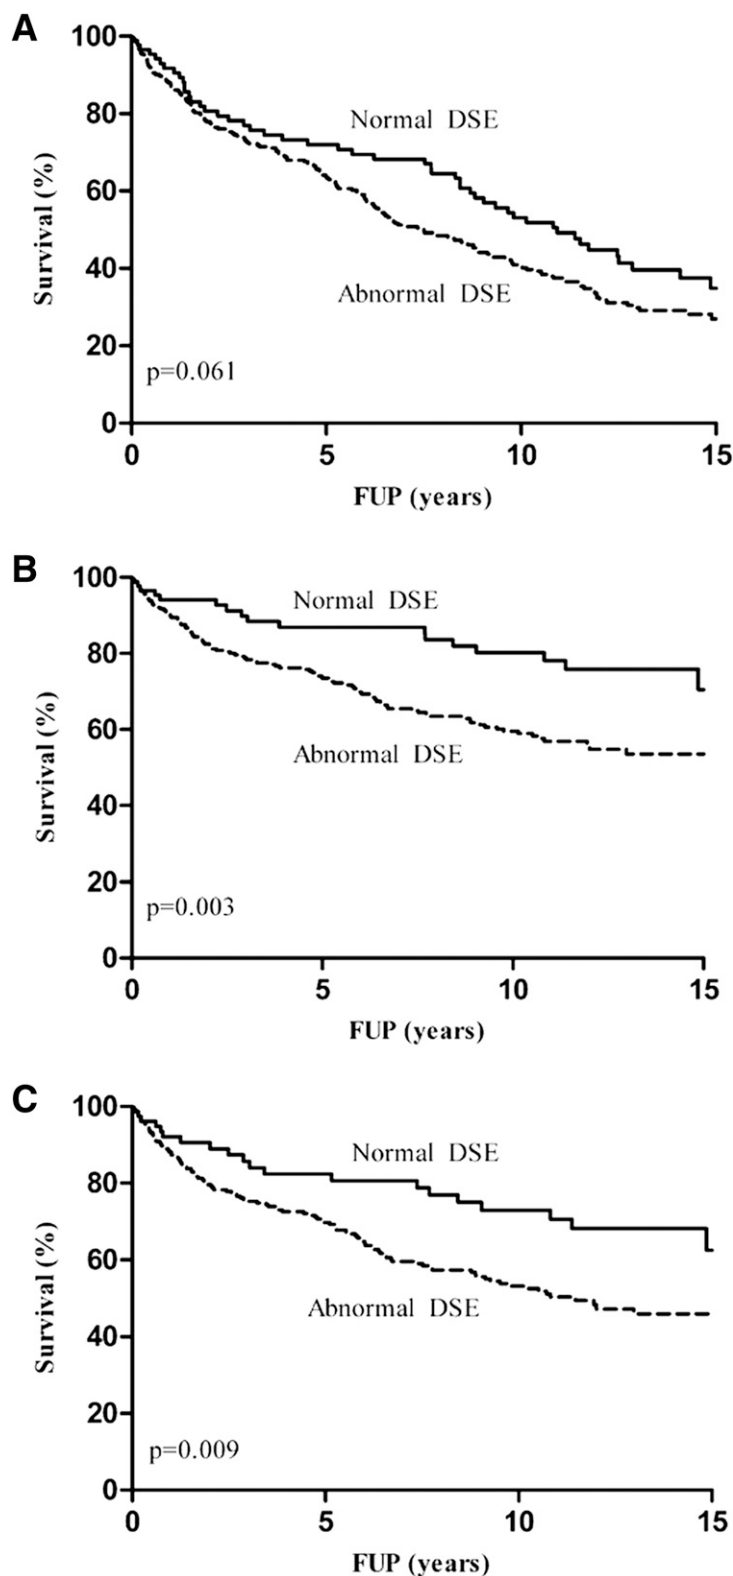 A
100
80
60
40
20
0
Survival (%)
Normal DSE
Abnormal DSE
p=0.061
0 5 10 15
FUP (years)
B
100
80
60
40
20
0
Survival (%)
Normal DSE
Abnormal DSE
p=0.003
0 5 10 15
FUP (years)
C
100
80
60
40
20
0
Survival (%)
Normal DSE
Abnormal DSE
p=0.009
0 5 10 15
FUP (years)